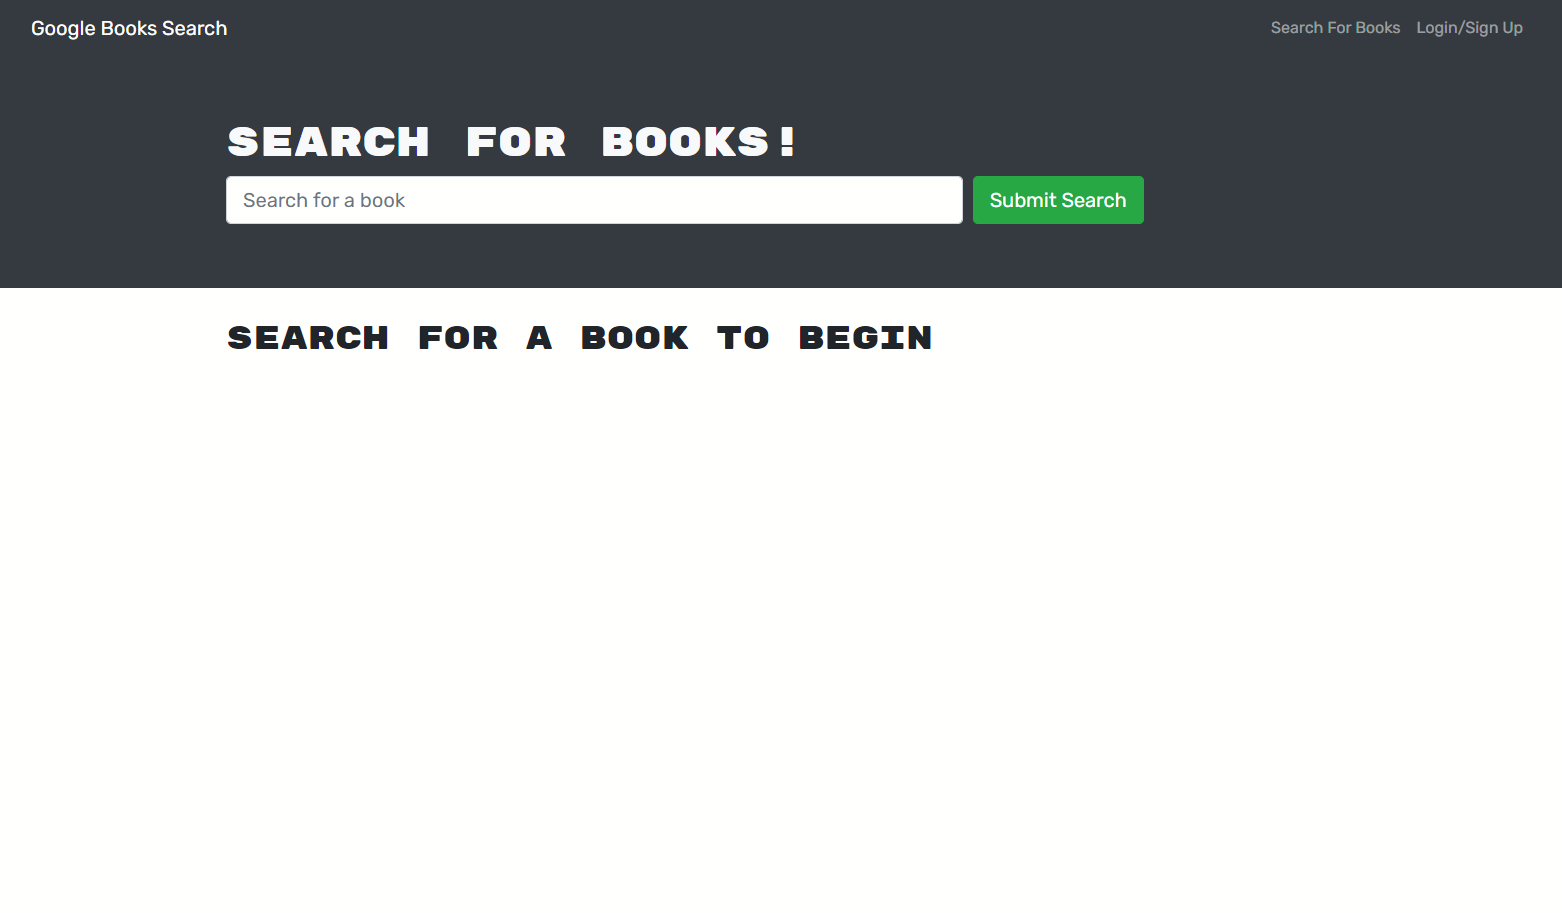 Google Books Search
Search For Books
Login/Sign Up
SEARCH FOR BOOKS!
Search for a book
Submit Search
SEARCH FOR A BOOK TO BEGIN